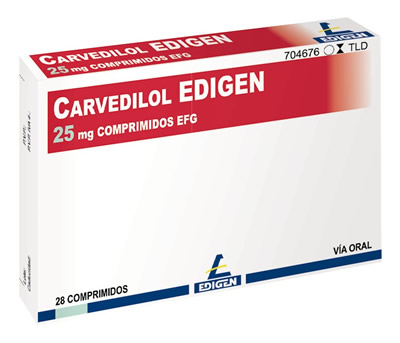 704676 TLD
CARVEDILOL EDIGEN
EDIGEN
25 mg COMPRIMIDOS EFG
CARVEDILOL EDIGEN
25 mg COMPRIMIDOS EFG
VÍA ORAL
28 COMPRIMIDOS
EDIGEN